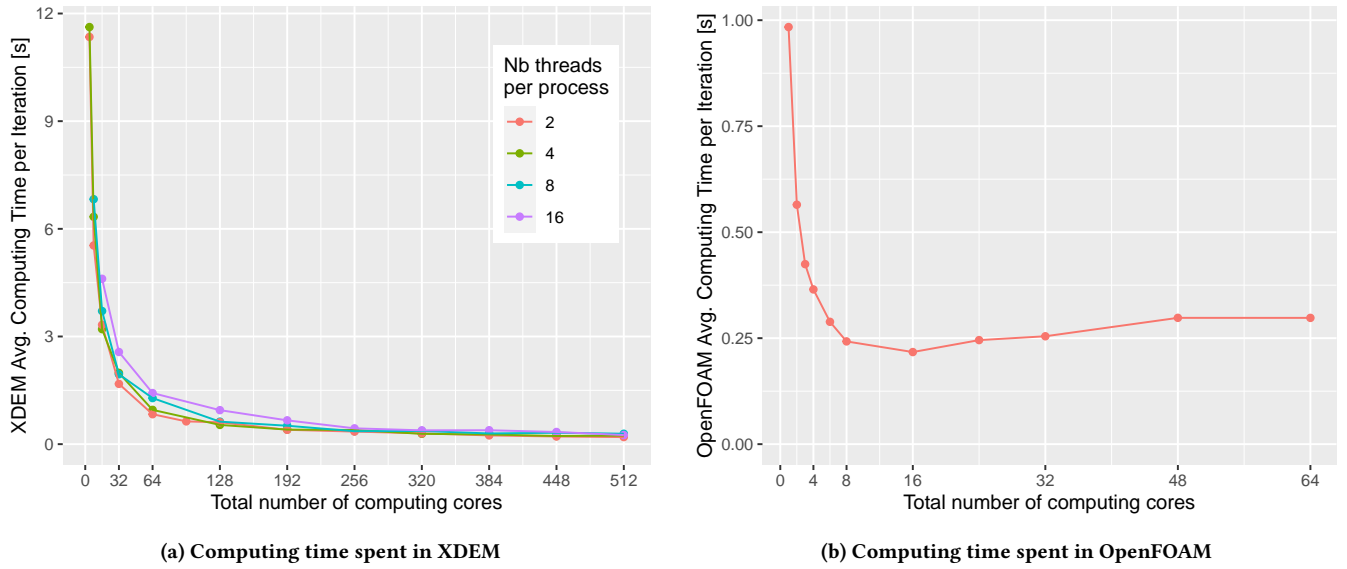 XDEM Avg. Computing Time per Iteration [s]
12
9
6
3
0
Nb threads
per process
2
4
8
16
0 32 64 128 192 256 320 384 448 512
Total number of computing cores
(a) Computing time spent in XDEM
OpenFOAM Avg. Computing Time per Iteration [s]
1.00
0.75
0.50
0.25
0.00
0 4 8 16 32 48 64
Total number of computing cores
(b) Computing time spent in OpenFOAM